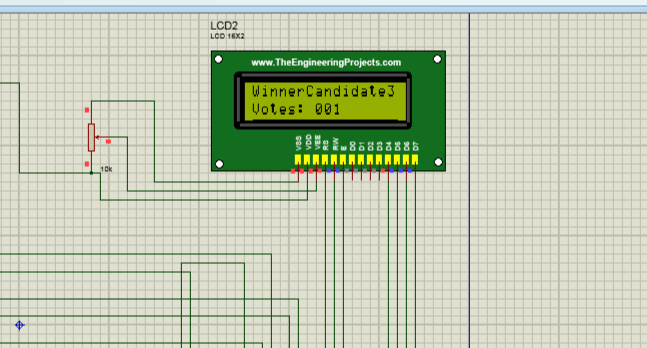 LCD2
LCD 16X2
www.TheEngineeringProjects.com
WinnerCandidate3
Votes: 001
VSS VDD VEE RS RW E D0 D1 D2 D3 D4 D5 D6 D7
10k